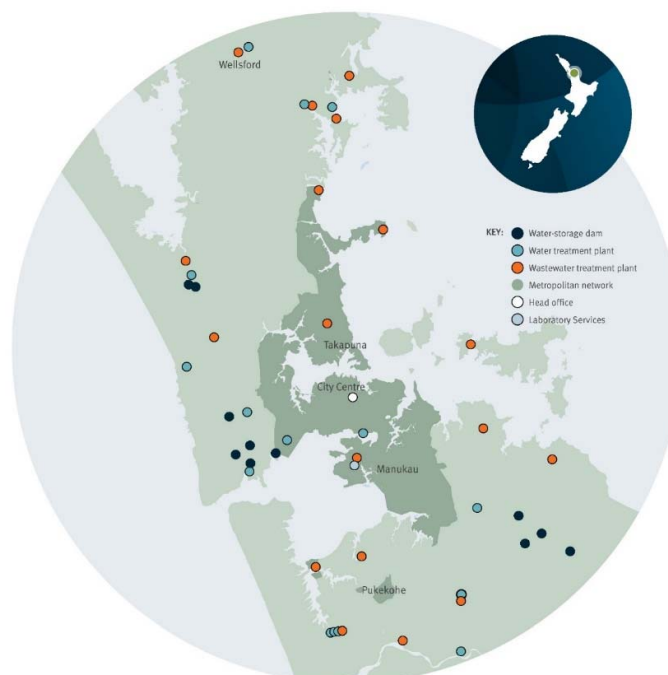 Wellsford
KEY: Water-storage dam
Water treatment plant
Wastewater treatment plant
Metropolitan network
Head office
Laboratory Services
Takapuna
City Centre
Manukau
Pukekohe